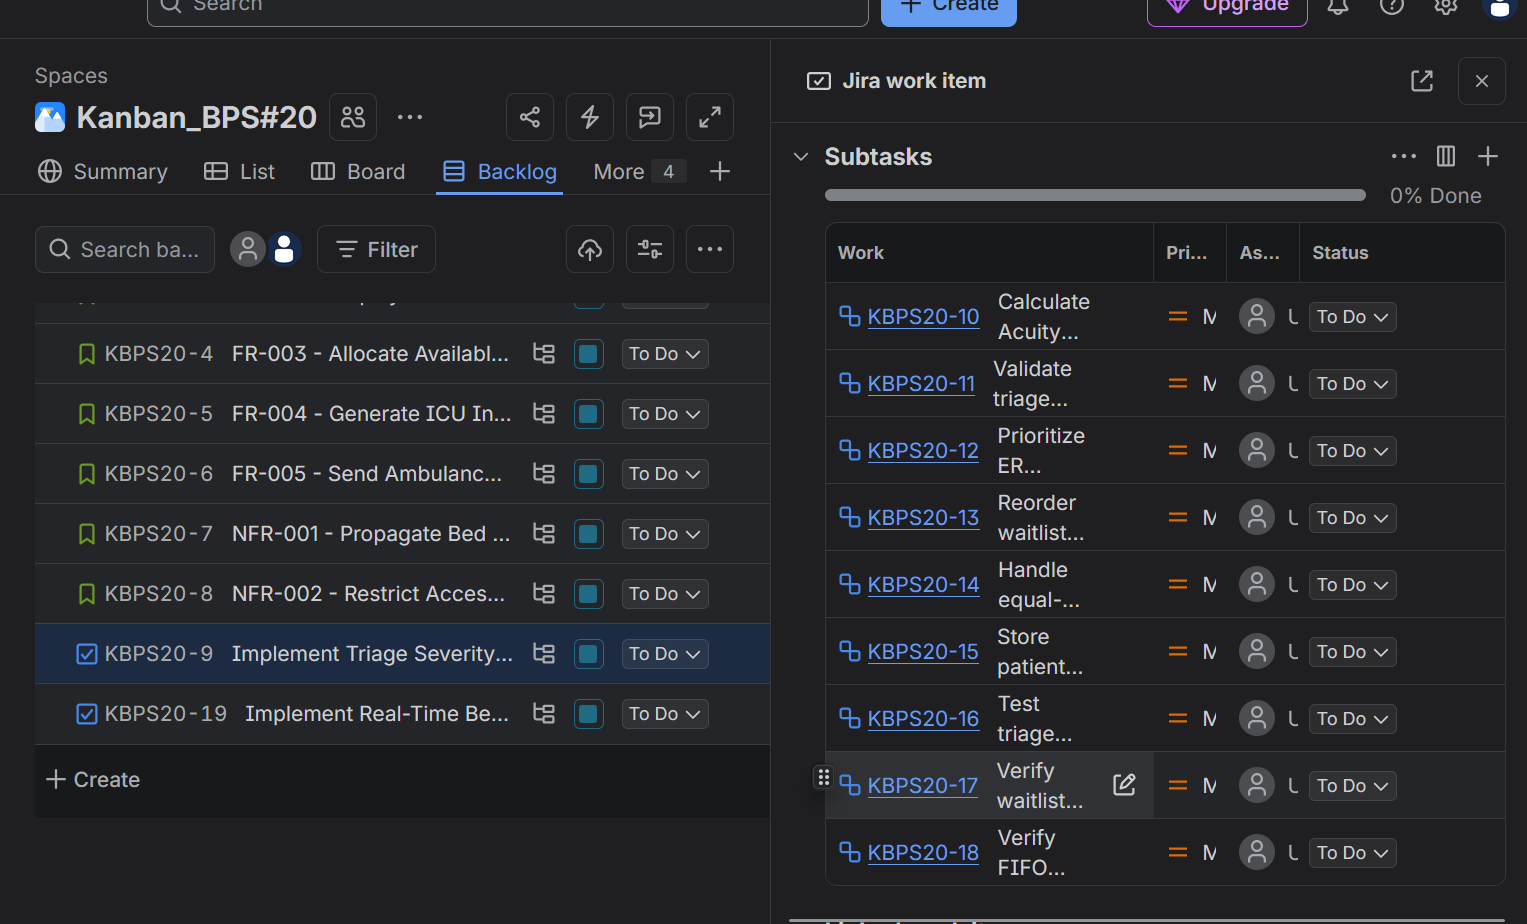 Search
Create
Upgrade
Spaces
Kanban_BPS#20
Summary
List
Board
Backlog
More 4
Search ba...
Filter
KBPS20-4 FR-003 - Allocate Availabl... To Do
KBPS20-5 FR-004 - Generate ICU In... To Do
KBPS20-6 FR-005 - Send Ambulanc... To Do
KBPS20-7 NFR-001 - Propagate Bed ... To Do
KBPS20-8 NFR-002 - Restrict Acces... To Do
KBPS20-9 Implement Triage Severity... To Do
KBPS20-19 Implement Real-Time Be... To Do
Create
Jira work item
Subtasks
0% Done
Work Pri... As... Status
KBPS20-10 Calculate Acuity... M U To Do
KBPS20-11 Validate triage... M U To Do
KBPS20-12 Prioritize ER... M U To Do
KBPS20-13 Reorder waitlist... M U To Do
KBPS20-14 Handle equal-... M U To Do
KBPS20-15 Store patient... M U To Do
KBPS20-16 Test triage... M U To Do
KBPS20-17 Verify waitlist... M U To Do
KBPS20-18 Verify FIFO... M U To Do